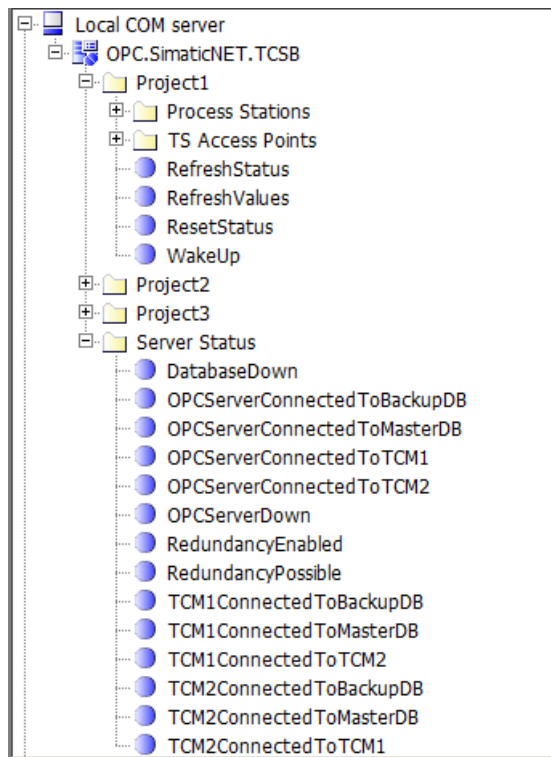 Local COM server
OPC.SimaticNET.TCSB
Project1
Process Stations
TS Access Points
RefreshStatus
RefreshValues
ResetStatus
WakeUp
Project2
Project3
Server Status
DatabaseDown
OPCServerConnectedToBackupDB
OPCServerConnectedToMasterDB
OPCServerConnectedToTCM1
OPCServerConnectedToTCM2
OPCServerDown
RedundancyEnabled
RedundancyPossible
TCM1ConnectedToBackupDB
TCM1ConnectedToMasterDB
TCM1ConnectedToTCM2
TCM2ConnectedToBackupDB
TCM2ConnectedToMasterDB
TCM2ConnectedToTCM1